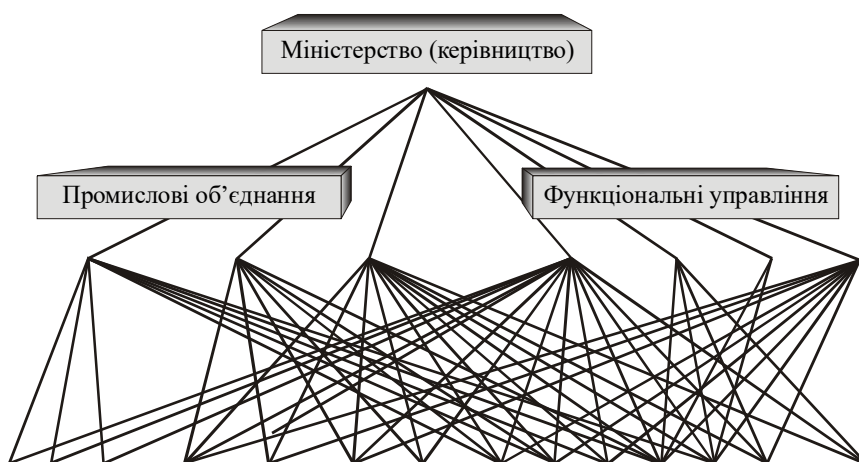 Міністерство (керівництво)
Промислові об’єднання
Функціональні управління